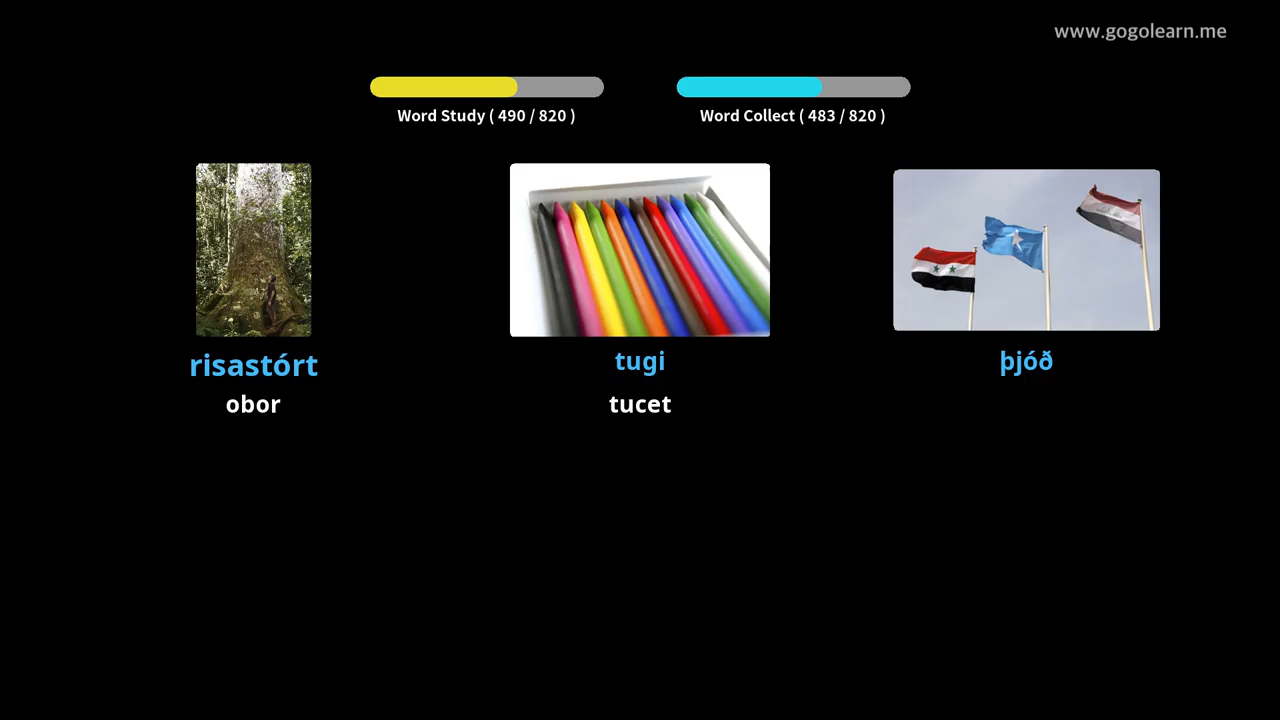 www.gogolearn.me
Word Study ( 490 / 820 )
Word Collect ( 483 / 820 )
risastórt
tugi
þjóð
obor
tucet